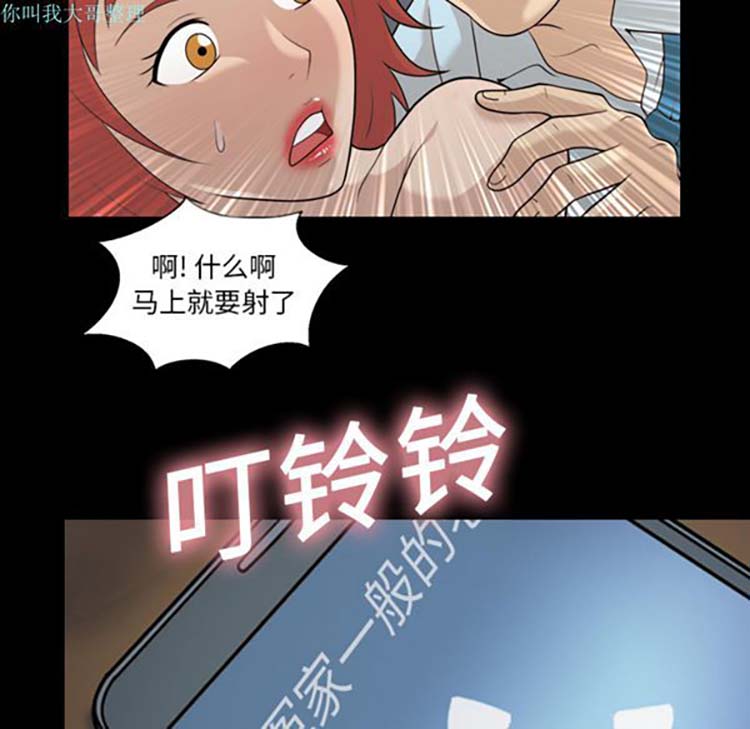 你叫我大哥整理
啊! 什么啊
马上就要射了
叮铃铃
冤家一般的